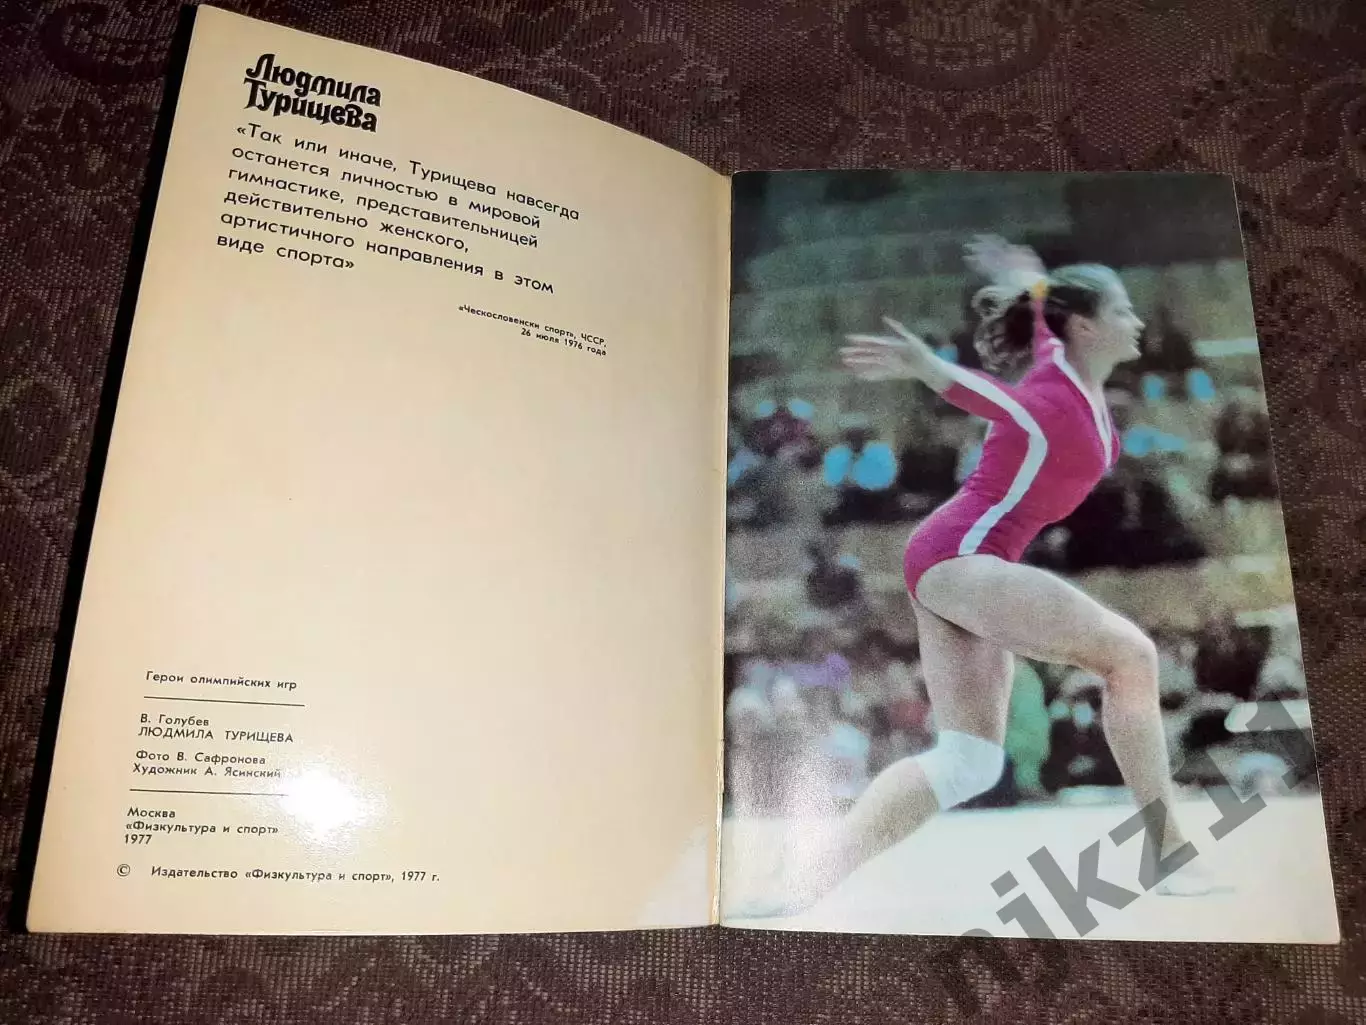 Людмила
Турищева
«Так или иначе, Турищева навсегда
останется личностью в мировой
гимнастике, представительницей
действительно женского,
артистичного направления в этом
виде спорта»
«Ческословенски спорт», ЧССР,
26 июля 1976 года
Герои олимпийских игр
В. Голубев
ЛЮДМИЛА ТУРИЩЕВА
Фото В. Сафронова
Художник А. Ясинский
Москва
«Физкультура и спорт»
1977
© Издательство «Физкультура и спорт», 1977 г.
njkz11